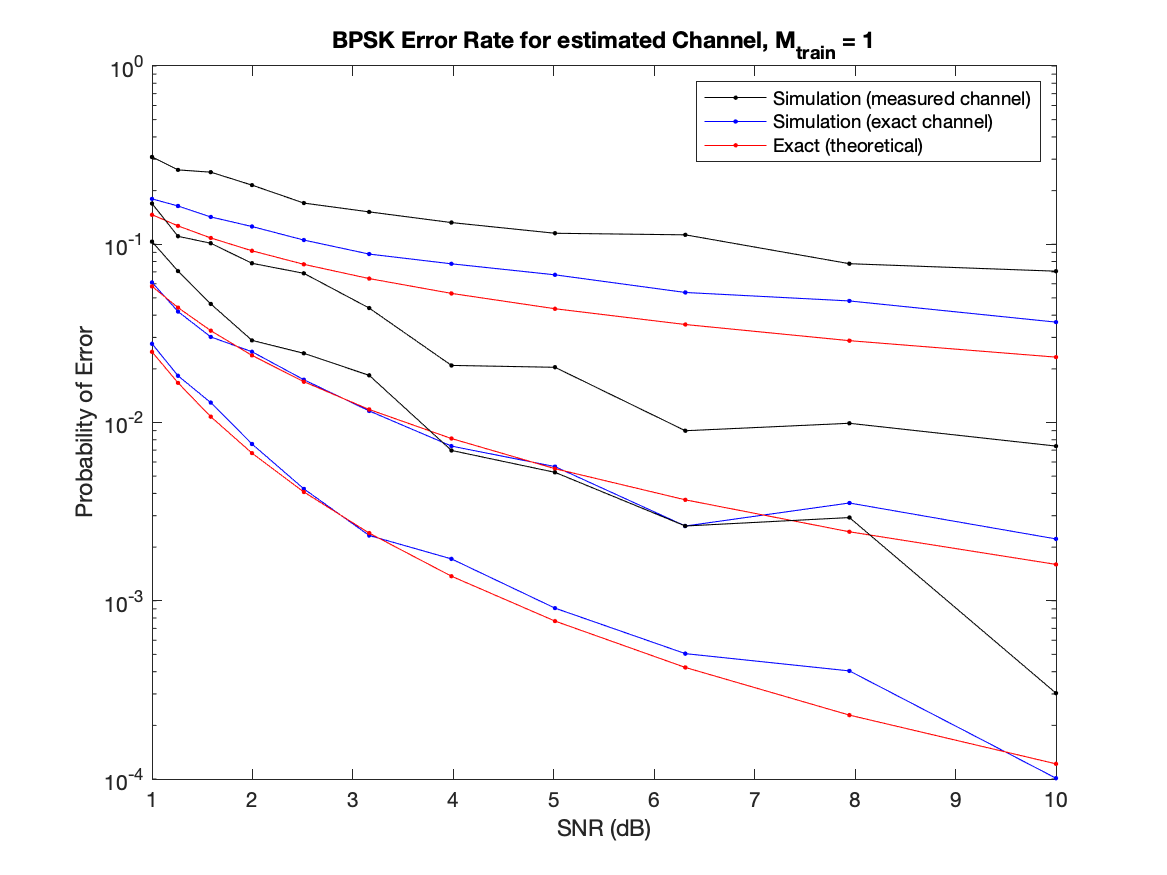 BPSK Error Rate for estimated Channel, M_train = 1
10^0
10^-1
10^-2
10^-3
10^-4
Probability of Error
Simulation (measured channel)
Simulation (exact channel)
Exact (theoretical)
1 2 3 4 5 6 7 8 9 10
SNR (dB)